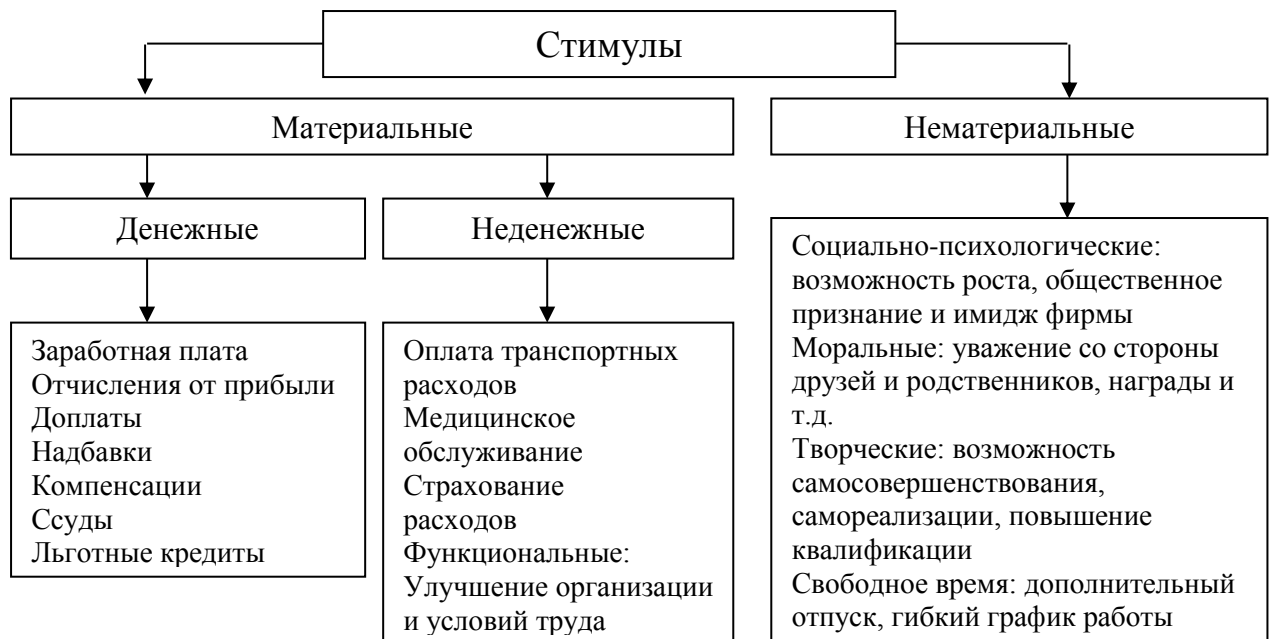 Стимулы
Материальные
Нематериальные
Денежные
Неденежные
Заработная плата
Отчисления от прибыли
Доплаты
Надбавки
Компенсации
Ссуды
Льготные кредиты
Оплата транспортных
расходов
Медицинское
обслуживание
Страхование
расходов
Функциональные:
Улучшение организации
и условий труда
Социально-психологические:
возможность роста, общественное
признание и имидж фирмы
Моральные: уважение со стороны
друзей и родственников, награды и
т.д.
Творческие: возможность
самосовершенствования,
самореализации, повышение
квалификации
Свободное время: дополнительный
отпуск, гибкий график работы